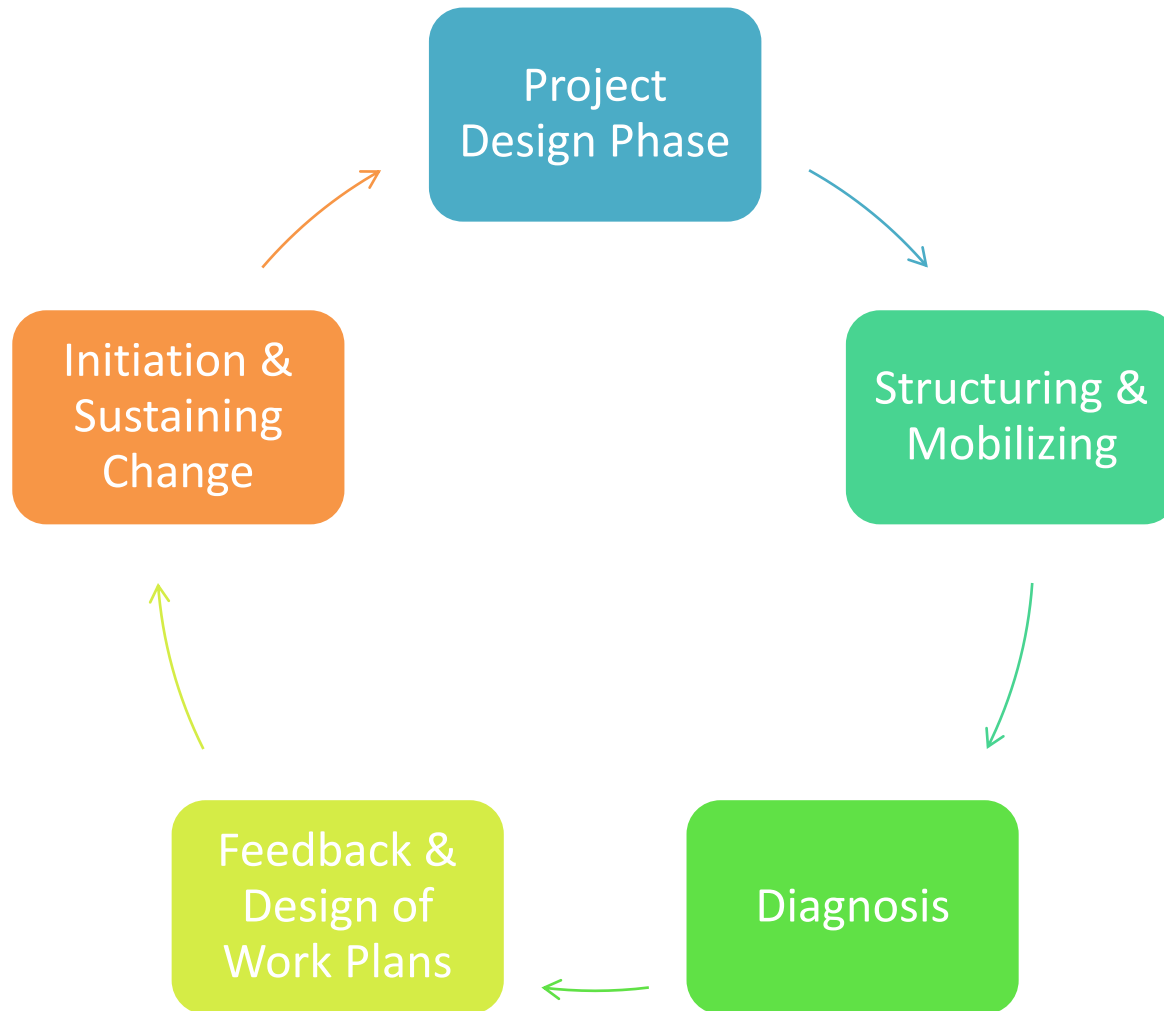 Project
Design Phase
Structuring &
Mobilizing
Diagnosis
Feedback &
Design of
Work Plans
Initiation &
Sustaining
Change